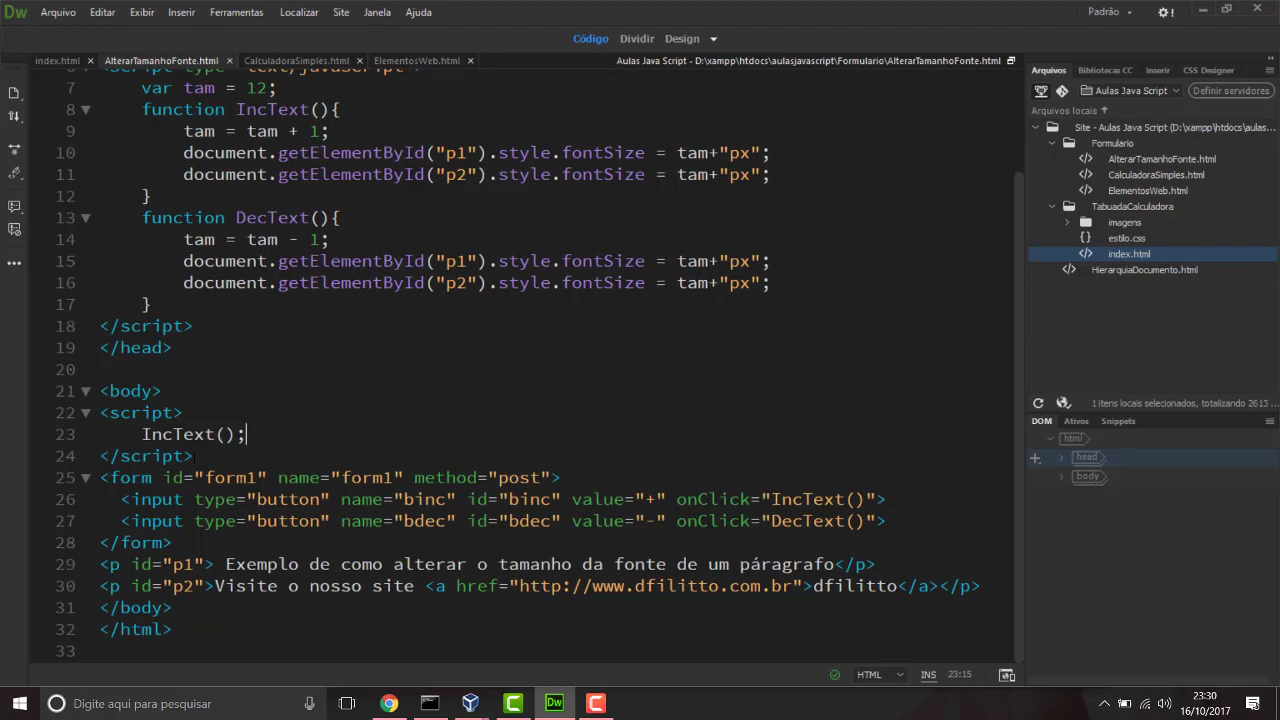 Dw Arquivo Editar Exibir Inserir Ferramentas Localizar Site Janela Ajuda Padrão
Código Dividir Design
index.html AlterarTamanhoFonte.html CalculadoraSimples.html ElementosWeb.html Aulas Java Script - D:\xampp\htdocs\aulasjavascript\Formulario\AlterarTamanhoFonte.html
7 var tam = 12;
8 function IncText(){
9 tam = tam + 1;
10 document.getElementById("p1").style.fontSize = tam+"px";
11 document.getElementById("p2").style.fontSize = tam+"px";
12 }
13 function DecText(){
14 tam = tam - 1;
15 document.getElementById("p1").style.fontSize = tam+"px";
16 document.getElementById("p2").style.fontSize = tam+"px";
17 }
18 </script>
19 </head>
20
21 <body>
22 <script>
23 IncText();
24 </script>
25 <form id="form1" name="form1" method="post">
26 <input type="button" name="binc" id="binc" value="+" onClick="IncText()">
27 <input type="button" name="bdec" id="bdec" value="-" onClick="DecText()">
28 </form>
29 <p id="p1"> Exemplo de como alterar o tamanho da fonte de um páragrafo</p>
30 <p id="p2">Visite o nosso site <a href="http://www.dfilitto.com.br">dfilitto</a></p>
31 </body>
32 </html>
33
HTML INS 23:15
Arquivos Bibliotecas CC Inserir CSS Designer
Aulas Java Script Definir servidores
Arquivos locais
Site - Aulas Java Script (D:\xampp\htdocs\aulas
Formulario
AlterarTamanhoFonte.html
CalculadoraSimples.html
ElementosWeb.html
TabuadaCalculadora
imagens
estilo.css
index.html
HierarquiaDocumento.html
1 Itens locais selecionados, totalizando 2613
DOM Ativos Snippets
html
head
body
Digite aqui para pesquisar
Dw
23:30
16/10/2017